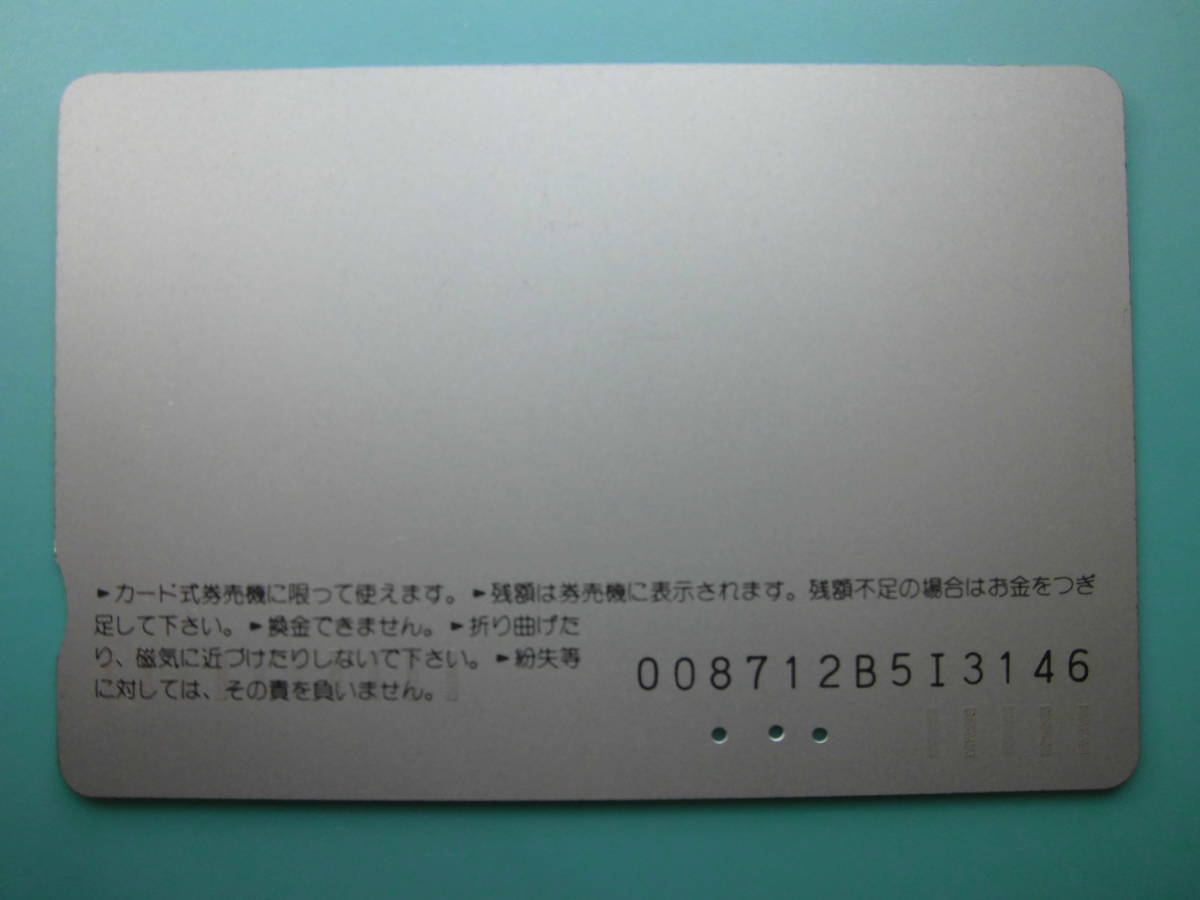 ►カード式券売機に限って使えます。►残額は券売機に表示されます。残額不足の場合はお金をつぎ
足して下さい。►換金できません。►折り曲げた
り、磁気に近づけたりしないで下さい。►紛失等
に対しては、その責を負いません。
008712B5I3146